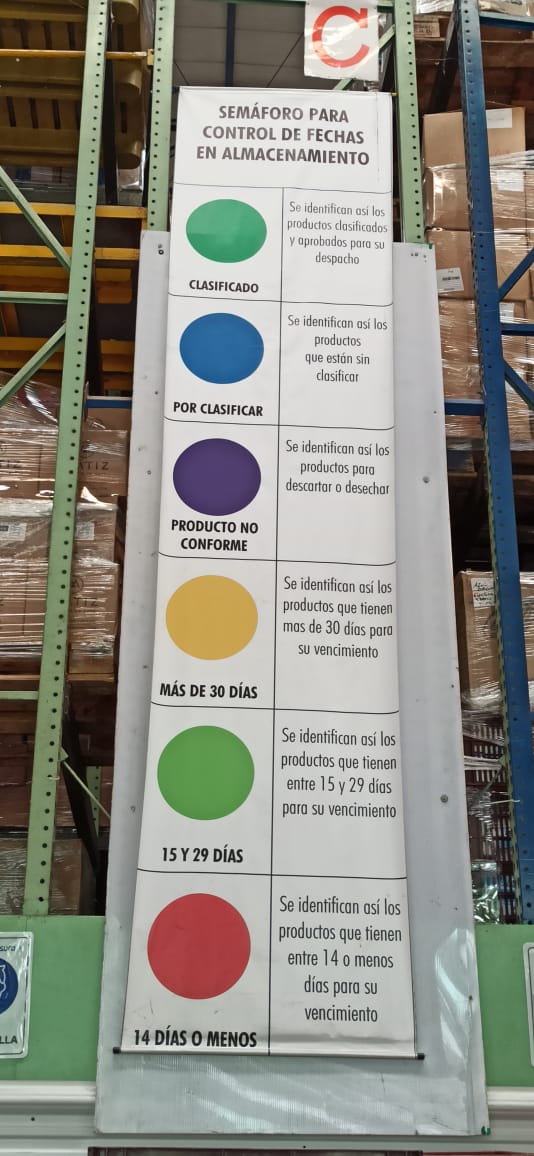 C
SEMÁFORO PARA
CONTROL DE FECHAS
EN ALMACENAMIENTO
CLASIFICADO
Se identifican así los
productos clasificados
y aprobados para su
despacho
POR CLASIFICAR
Se identifican así los
productos
que están sin
clasificar
PRODUCTO NO
CONFORME
Se identifican así los
productos para
descartar o desechar
MÁS DE 30 DÍAS
Se identifican así los
productos que tienen
mas de 30 días para
su vencimiento
15 Y 29 DÍAS
Se identifican así los
productos que tienen
entre 15 y 29 días
para su vencimiento
14 DÍAS O MENOS
Se identifican así los
productos que tienen
entre 14 o menos
días para su
vencimiento